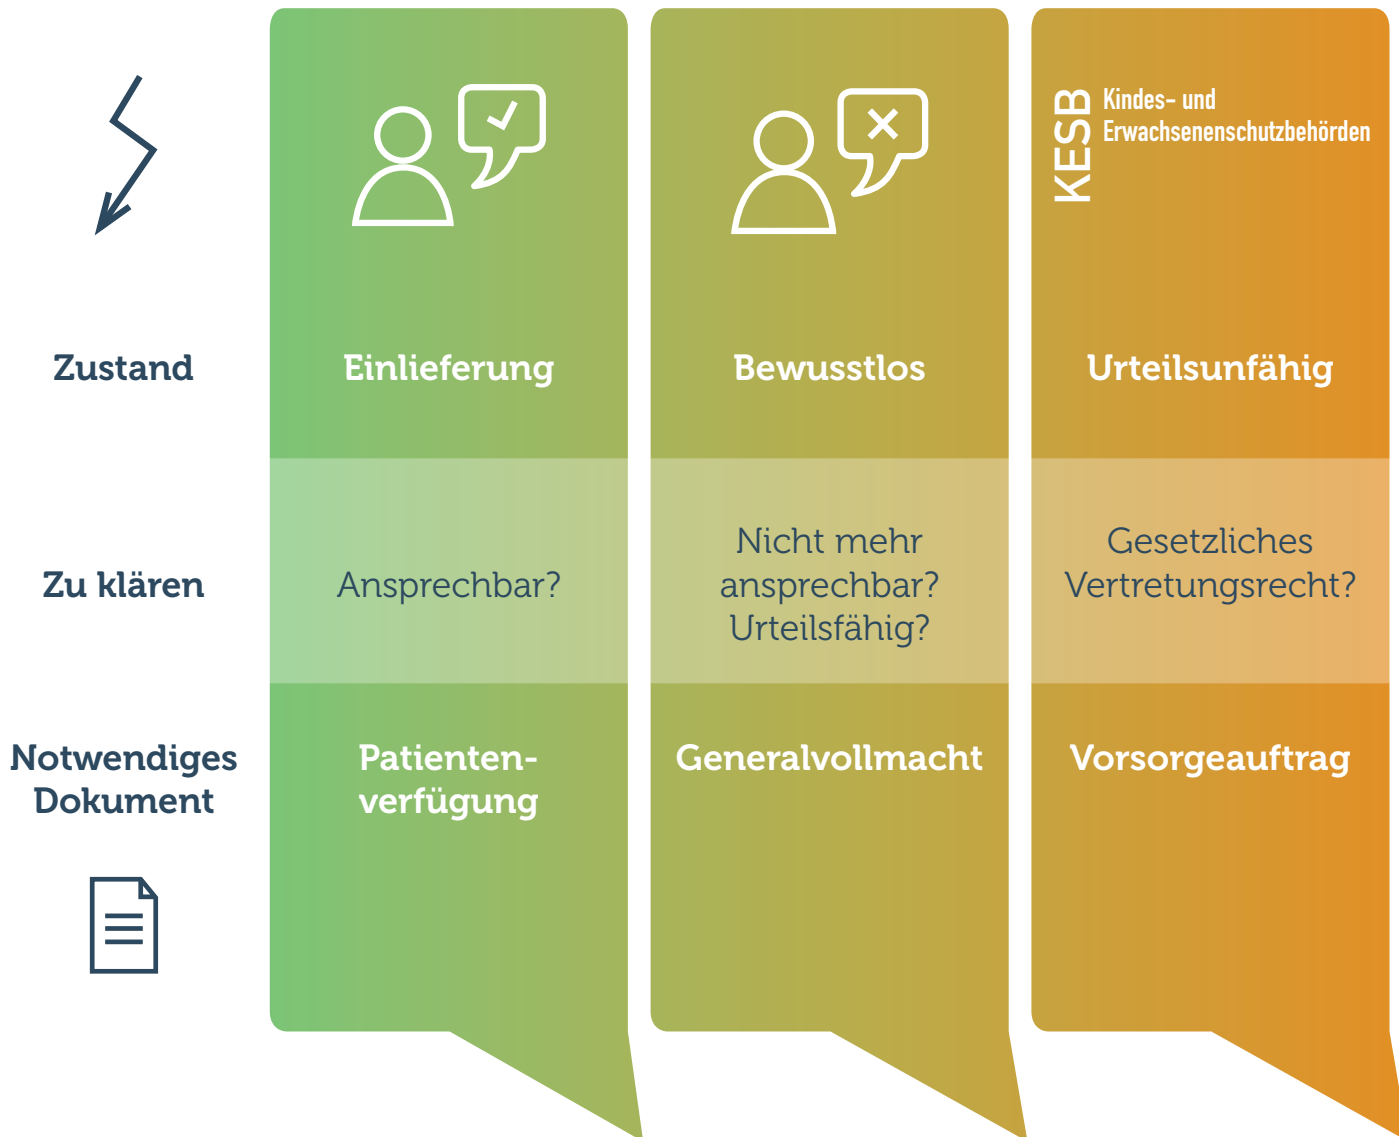 KESB
Kindes- und
Erwachsenenschutzbehörden
Zustand
Einlieferung
Bewusstlos
Urteilsunfähig
Zu klären
Ansprechbar?
Nicht mehr
ansprechbar?
Urteilsfähig?
Gesetzliches
Vertretungsrecht?
Notwendiges
Dokument
Patienten-
verfügung
Generalvollmacht
Vorsorgeauftrag